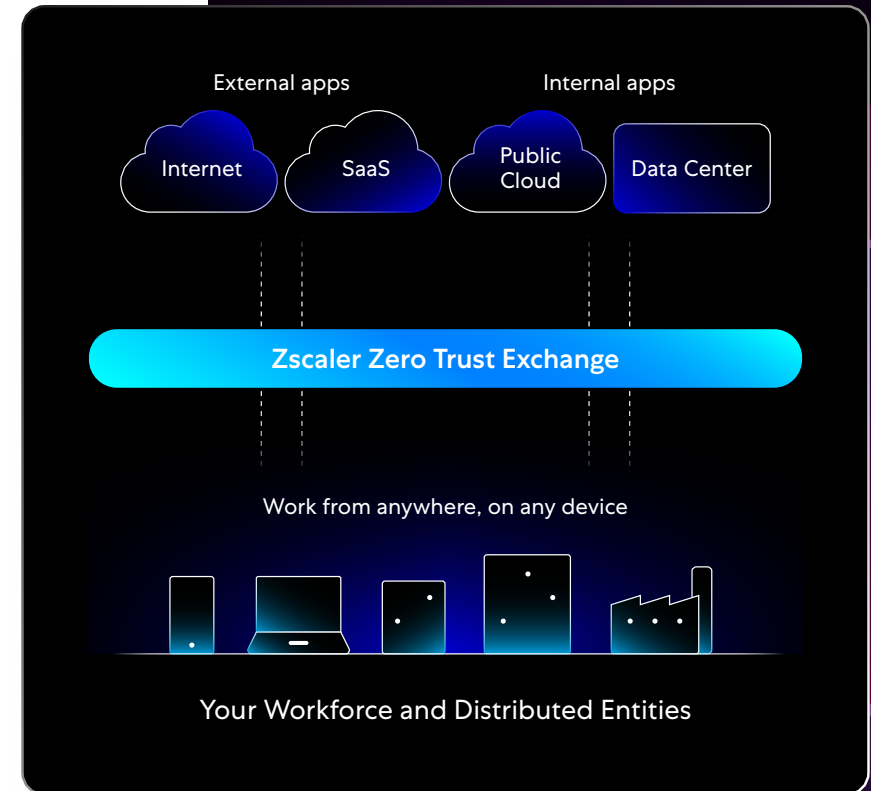 External apps
Internal apps
Internet
SaaS
Public
Cloud
Data Center
Zscaler Zero Trust Exchange
Work from anywhere, on any device
Your Workforce and Distributed Entities